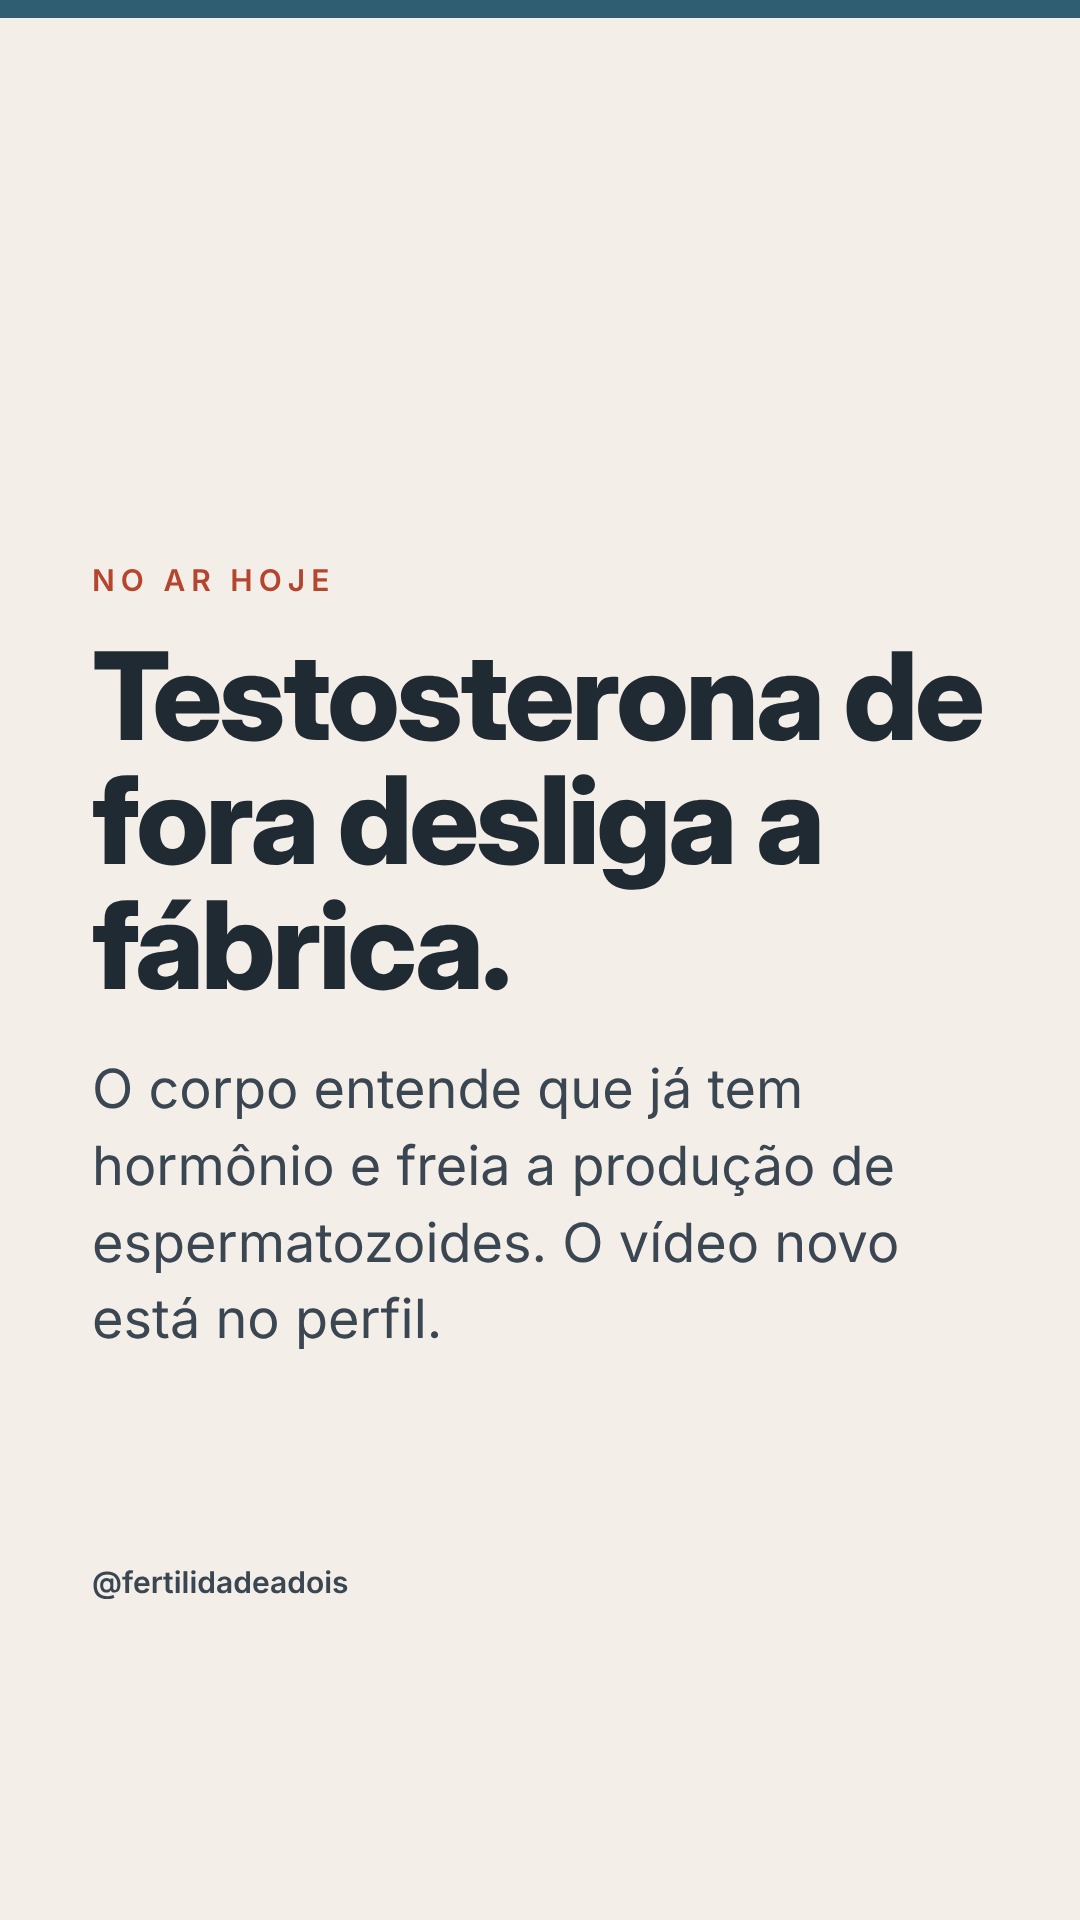 NO AR HOJE
Testosterona de
fora desliga a
fábrica.
O corpo entende que já tem
hormônio e freia a produção de
espermatozoides. O vídeo novo
está no perfil.
@fertilidadeadois